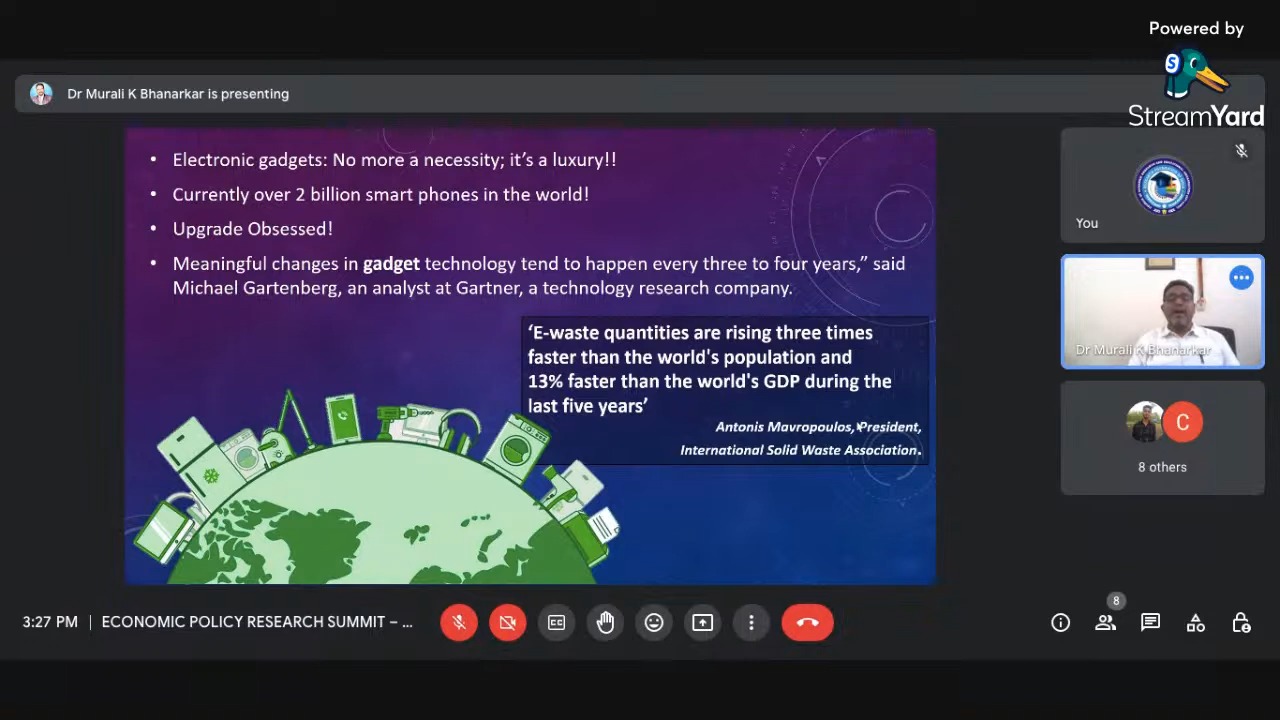 Powered by
StreamYard
Dr Murali K Bhanarkar is presenting
• Electronic gadgets: No more a necessity; it's a luxury!!
• Currently over 2 billion smart phones in the world!
• Upgrade Obsessed!
• Meaningful changes in gadget technology tend to happen every three to four years,” said
Michael Gartenberg, an analyst at Gartner, a technology research company.
‘E-waste quantities are rising three times
faster than the world's population and
13% faster than the world's GDP during the
last five years’
Antonis Mavropoulos, President,
International Solid Waste Association.
You
Dr Murali K Bhanarkar
C
8 others
3:27 PM | ECONOMIC POLICY RESEARCH SUMMIT – ...
8